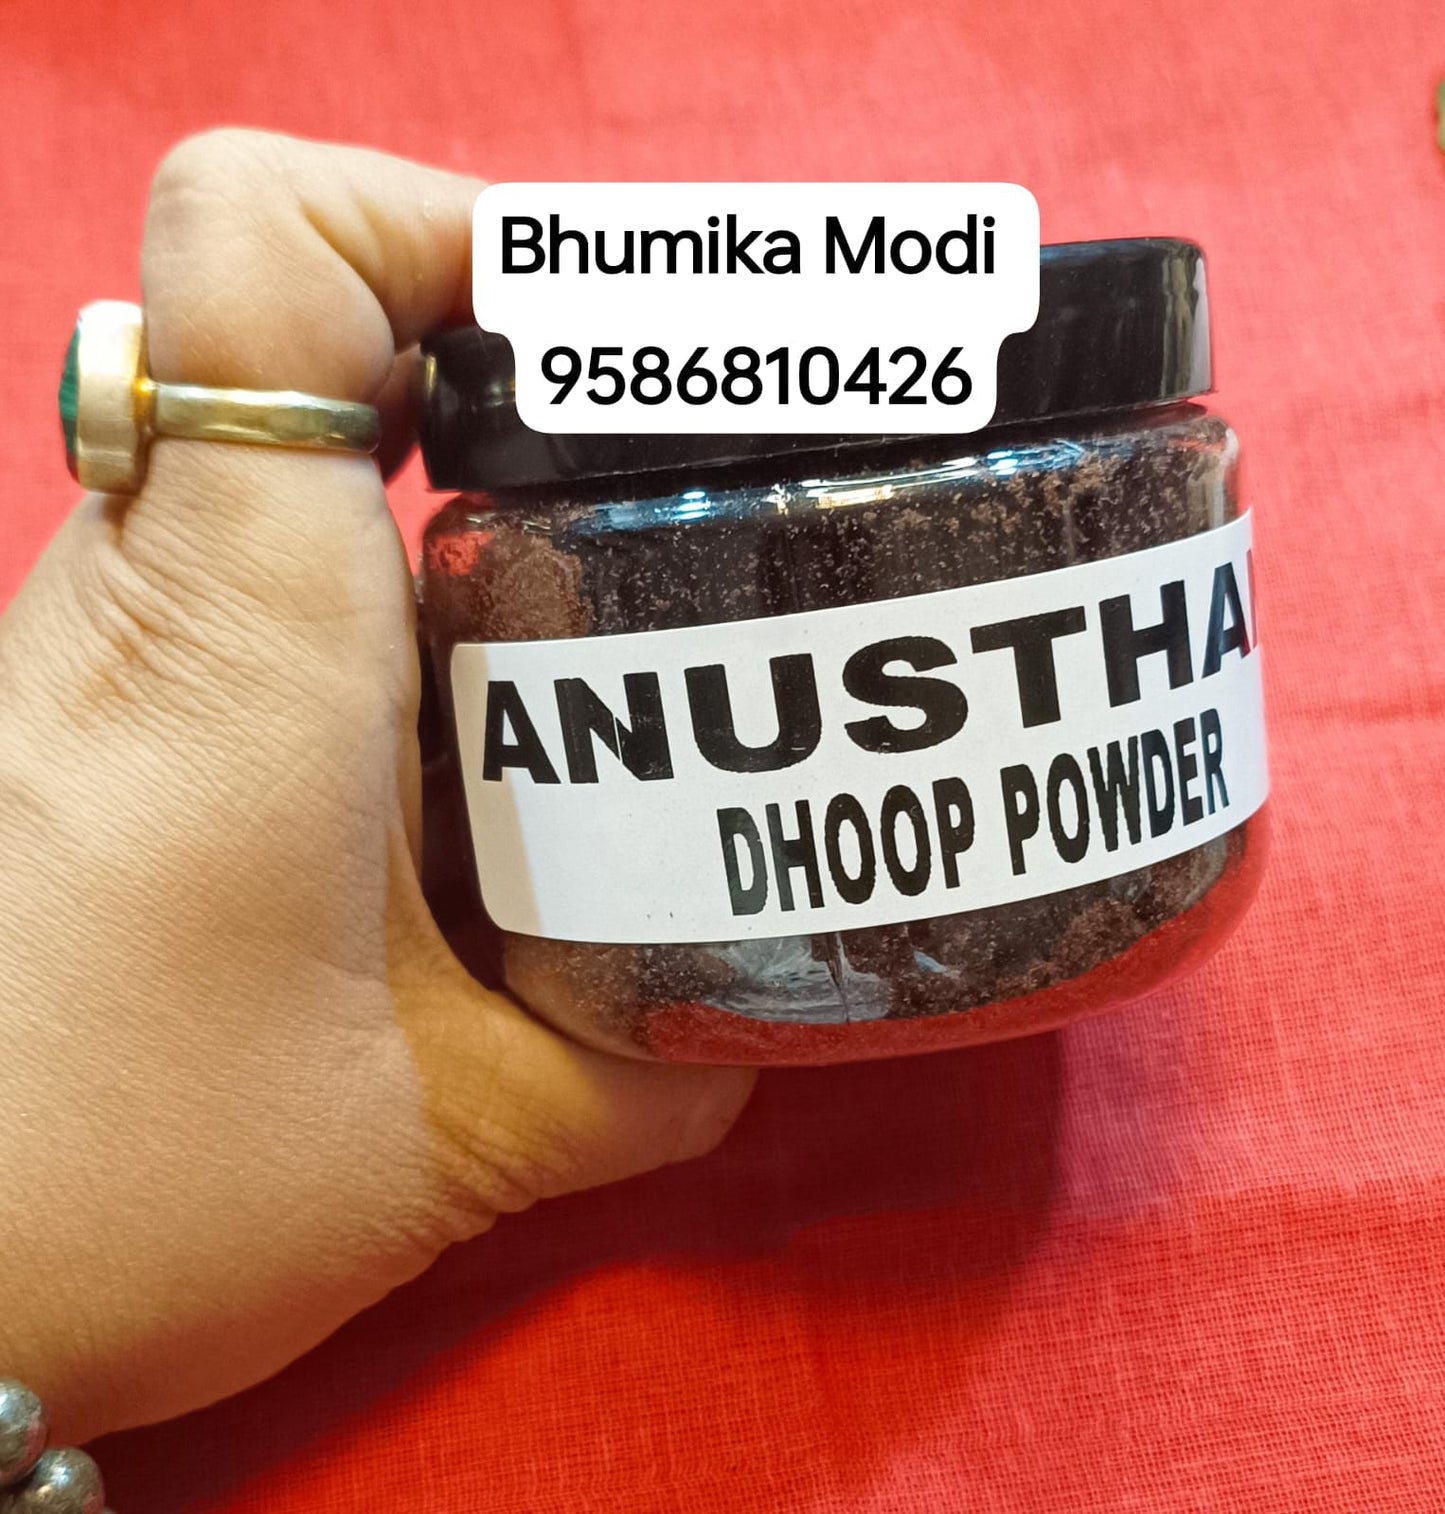 Bhumika Modi
9586810426
ANUSTHA
DHOOP POWDER